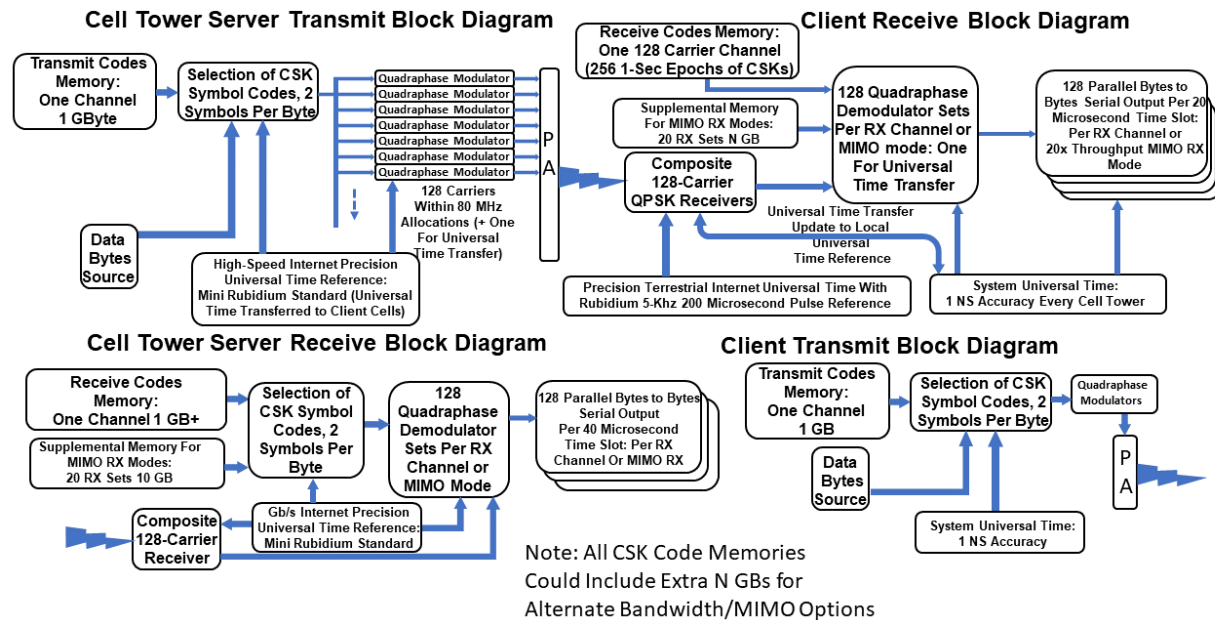 Cell Tower Server Transmit Block Diagram
Transmit Codes
Memory:
One Channel
1 GByte
Selection of CSK
Symbol Codes, 2
Symbols Per Byte
Quadraphase Modulator
Quadraphase Modulator
Quadraphase Modulator
Quadraphase Modulator
Quadraphase Modulator
Quadraphase Modulator
Quadraphase Modulator
P
A
128 Carriers
Within 80 MHz
Allocations (+ One
For Universal
Time Transfer)
Data
Bytes
Source
High-Speed Internet Precision
Universal Time Reference:
Mini Rubidium Standard (Universal
Time Transferred to Client Cells)
Client Receive Block Diagram
Receive Codes Memory:
One 128 Carrier Channel
(256 1-Sec Epochs of CSKs)
Supplemental Memory
For MIMO RX Modes:
20 RX Sets N GB
Composite
128-Carrier
QPSK Receivers
128 Quadraphase
Demodulator Sets
Per RX Channel or
MIMO mode: One
For Universal
Time Transfer
128 Parallel Bytes to
Bytes Serial Output Per 20
Microsecond Time Slot:
Per RX Channel or
20x Throughput MIMO RX
Mode
Universal Time Transfer
Update to Local
Universal
Time Reference
Precision Terrestrial Internet Universal Time With
Rubidium 5-Khz 200 Microsecond Pulse Reference
System Universal Time:
1 NS Accuracy Every Cell Tower
Cell Tower Server Receive Block Diagram
Receive Codes
Memory:
One Channel 1 GB+
Supplemental Memory For
MIMO RX Modes:
20 RX Sets 10 GB
Selection of
CSK Symbol
Codes, 2
Symbols Per
Byte
128
Quadraphase
Demodulator
Sets Per RX
Channel or
MIMO Mode
128 Parallel Bytes to Bytes
Serial Output
Per 40 Microsecond
Time Slot: Per RX
Channel Or MIMO RX
Composite
128-Carrier
Receiver
Gb/s Internet Precision
Universal Time Reference:
Mini Rubidium Standard
Client Transmit Block Diagram
Transmit Codes
Memory:
One Channel
1 GB
Selection of CSK
Symbol Codes, 2
Symbols Per Byte
Quadraphase
Modulators
P
A
Data
Bytes
Source
System Universal Time:
1 NS Accuracy
Note: All CSK Code Memories
Could Include Extra N GBs for
Alternate Bandwidth/MIMO Options